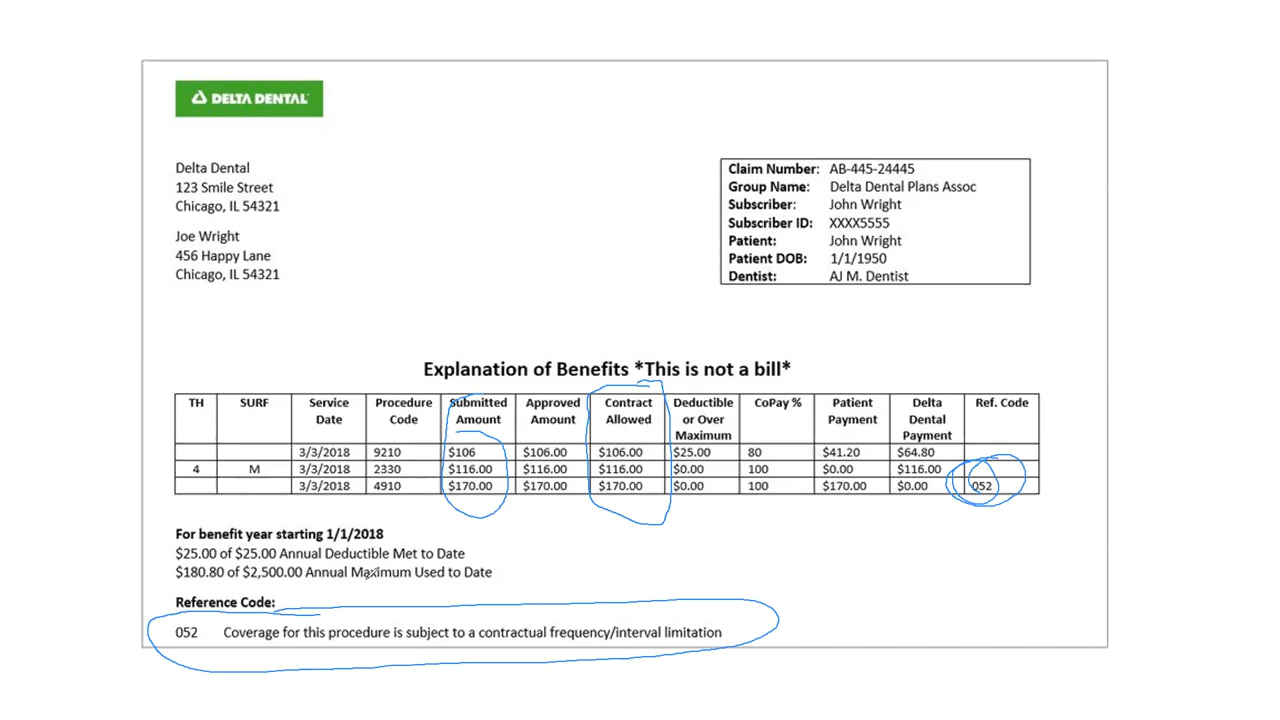 DELTA DENTAL
Delta Dental
123 Smile Street
Chicago, IL 54321
Joe Wright
456 Happy Lane
Chicago, IL 54321
Claim Number: AB-445-24445
Group Name: Delta Dental Plans Assoc
Subscriber: John Wright
Subscriber ID: XXXX5555
Patient: John Wright
Patient DOB: 1/1/1950
Dentist: AJ M. Dentist
Explanation of Benefits *This is not a bill*
TH SURF Service Date Procedure Code Submitted Amount Approved Amount Contract Allowed Deductible or Over Maximum CoPay % Patient Payment Delta Dental Payment Ref. Code
3/3/2018 9210 $106 $106.00 $106.00 $25.00 80 $41.20 $64.80
4 M 3/3/2018 2330 $116.00 $116.00 $116.00 $0.00 100 $0.00 $116.00
3/3/2018 4910 $170.00 $170.00 $170.00 $0.00 100 $170.00 $0.00 052
For benefit year starting 1/1/2018
$25.00 of $25.00 Annual Deductible Met to Date
$180.80 of $2,500.00 Annual Maximum Used to Date
Reference Code:
052 Coverage for this procedure is subject to a contractual frequency/interval limitation